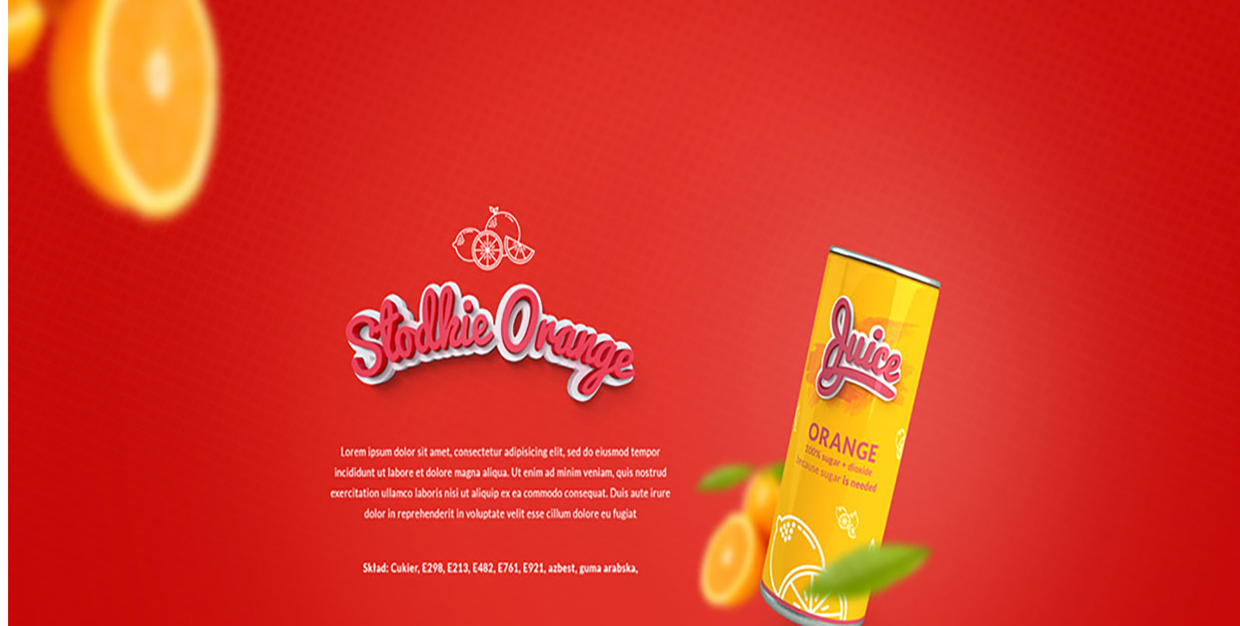 Słodkie Orange
Lorem ipsum dolor sit amet, consectetur adipisicing elit, sed do eiusmod tempor
incididunt ut labore et dolore magna aliqua. Ut enim ad minim veniam, quis nostrud
exercitation ullamco laboris nisi ut aliquip ex ea commodo consequat. Duis aute irure
dolor in reprehenderit in voluptate velit esse cillum dolore eu fugiat
Skład: Cukier, E298, E213, E482, E761, E921, azbest, guma arabska,
Juice
ORANGE
100% sugar + dioxide
because sugar is needed